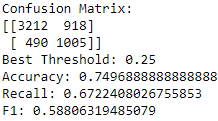 Confusion Matrix:
[[3212  918]
 [ 490 1005]]
Best Threshold: 0.25
Accuracy: 0.7496888888888888
Recall: 0.6722408026755853
F1: 0.58806319485079